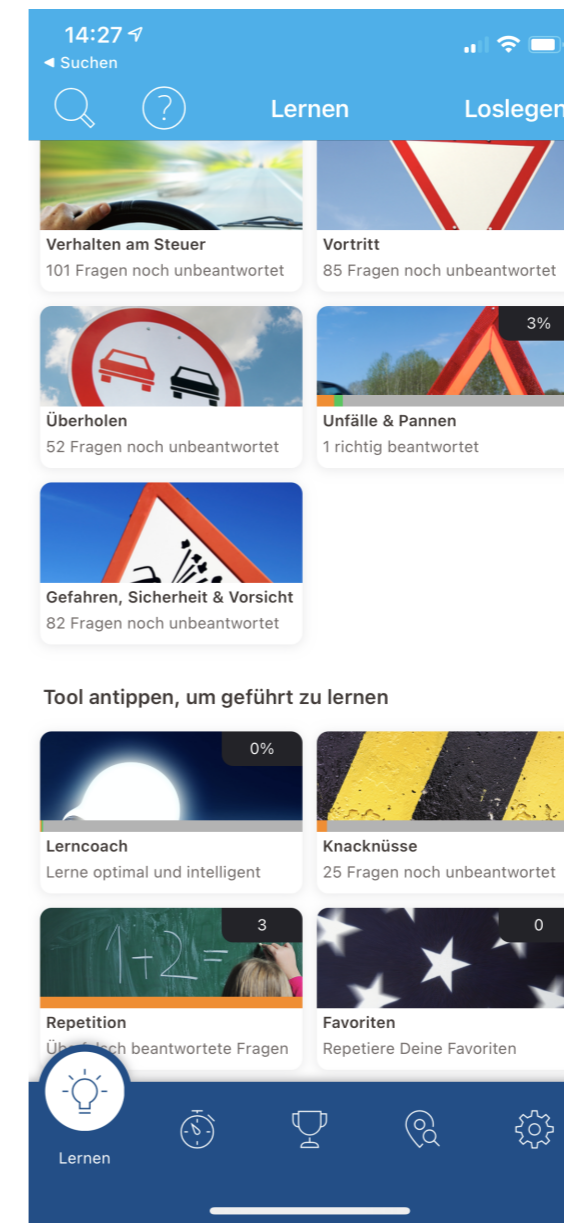 14:27
◀ Suchen
Lernen
Loslegen
Verhalten am Steuer
101 Fragen noch unbeantwortet
Vortritt
85 Fragen noch unbeantwortet
Überholen
52 Fragen noch unbeantwortet
3%
Unfälle & Pannen
1 richtig beantwortet
Gefahren, Sicherheit & Vorsicht
82 Fragen noch unbeantwortet
Tool antippen, um geführt zu lernen
0%
Lerncoach
Lerne optimal und intelligent
Knacknüsse
25 Fragen noch unbeantwortet
3
1+2=
Repetition
beantwortete Fragen
0
Favoriten
Repetiere Deine Favoriten
Lernen